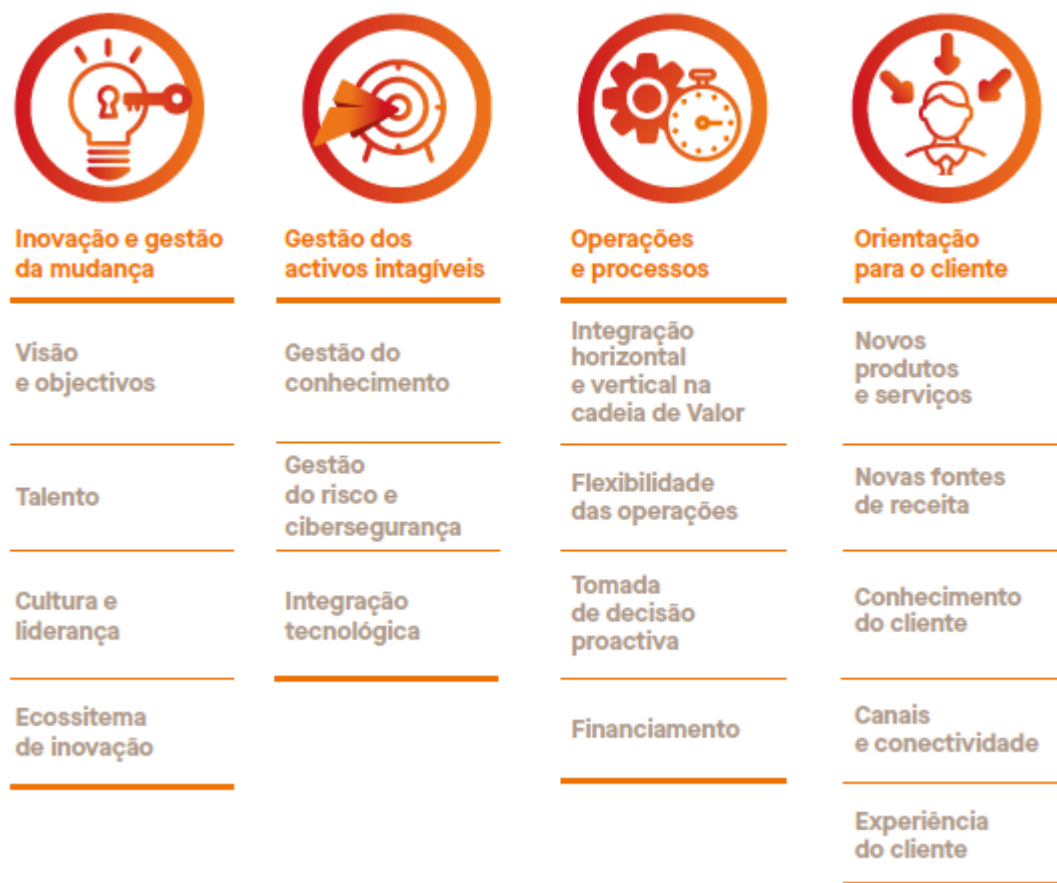 Inovação e gestão
da mudança
Visão
e objectivos
Talento
Cultura e
liderança
Ecossitema
de inovação
Gestão dos
activos intagíveis
Gestão do
conhecimento
Gestão
do risco e
cibersegurança
Integração
tecnológica
Operações
e processos
Integração
horizontal
e vertical na
cadeia de Valor
Flexibilidade
das operações
Tomada
de decisão
proactiva
Financiamento
Orientação
para o cliente
Novos
produtos
e serviços
Novas fontes
de receita
Conhecimento
do cliente
Canais
e conectividade
Experiência
do cliente